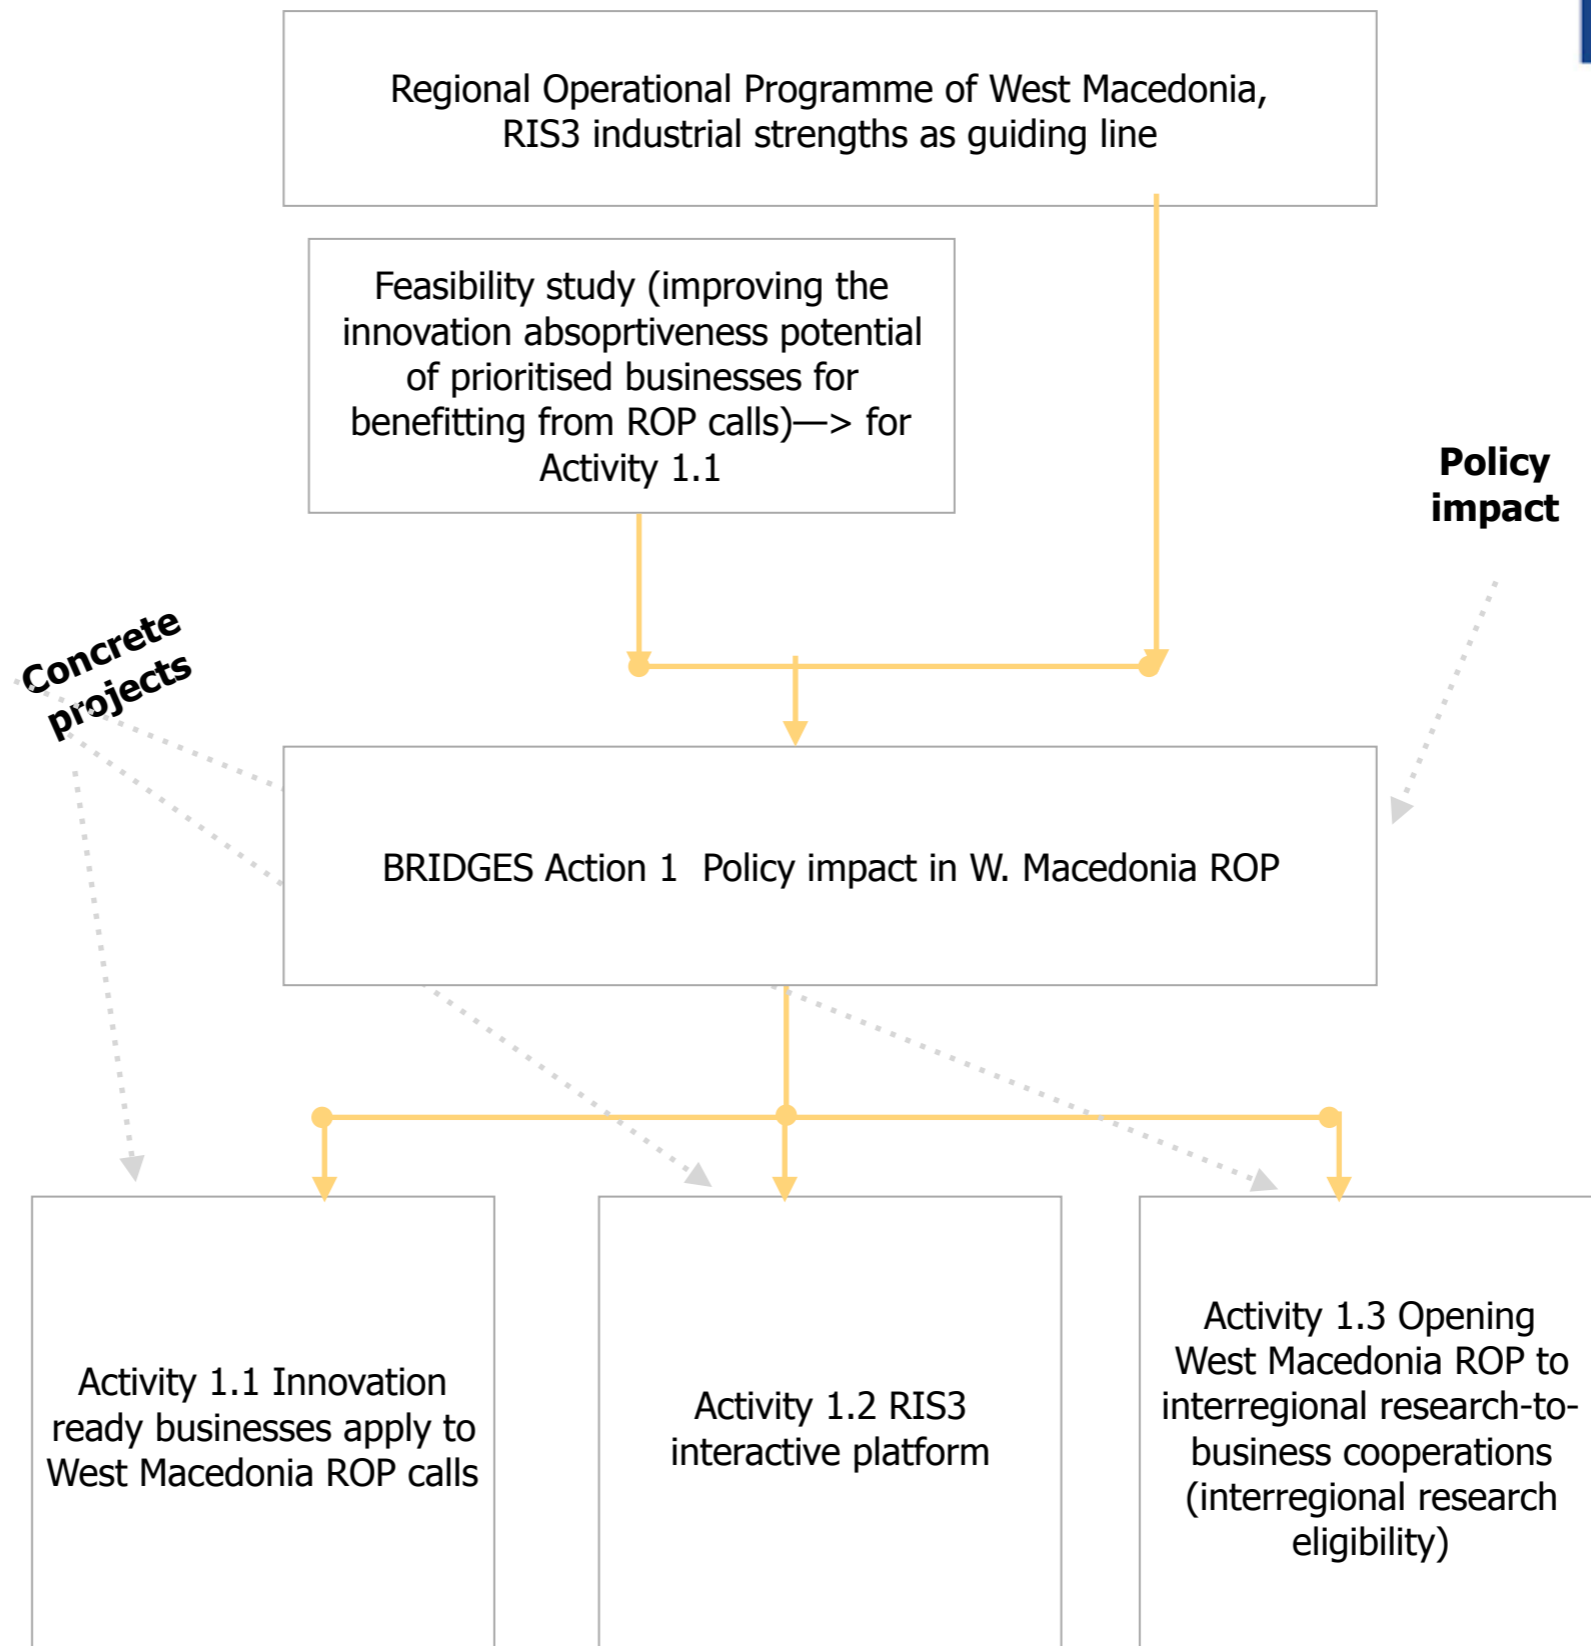 Regional Operational Programme of West Macedonia,
RIS3 industrial strengths as guiding line
Feasibility study (improving the
innovation absoprtiveness potential
of prioritised businesses for
benefitting from ROP calls)—> for
Activity 1.1
Policy
impact
Concrete
projects
BRIDGES Action 1  Policy impact in W. Macedonia ROP
Activity 1.1 Innovation
ready businesses apply to
West Macedonia ROP calls
Activity 1.2 RIS3
interactive platform
Activity 1.3 Opening
West Macedonia ROP to
interregional research-to-
business cooperations
(interregional research
eligibility)